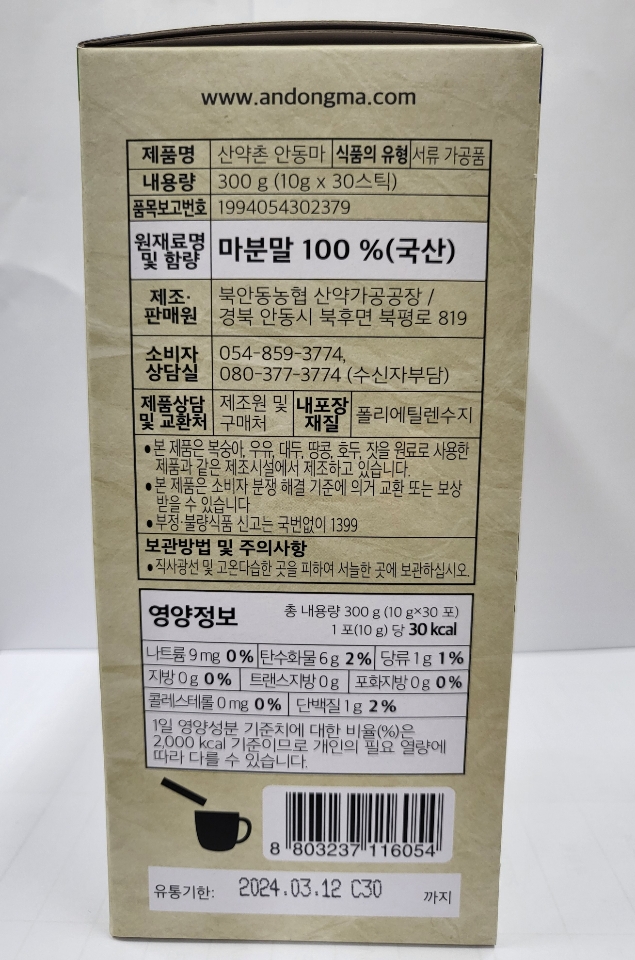 www.andongma.com
제품명 산약촌 안동마 식품의 유형 서류 가공품
내용량 300 g (10g x 30스틱)
품목보고번호 1994054302379
원재료명 및 함량 마분말 100 %(국산)
제조· 판매원 북안동농협 산약가공공장 /
경북 안동시 북후면 북평로 819
소비자 상담실 054-859-3774,
080-377-3774 (수신자부담)
제품상담 및 교환처 제조원 및 구매처 내포장 재질 폴리에틸렌수지
•본 제품은 복숭아, 우유, 대두, 땅콩, 호두, 잣을 원료로 사용한
제품과 같은 제조시설에서 제조하고 있습니다.
•본 제품은 소비자 분쟁 해결 기준에 의거 교환 또는 보상
받을 수 있습니다
•부정·불량식품 신고는 국번없이 1399
보관방법 및 주의사항
•직사광선 및 고온다습한 곳을 피하여 서늘한 곳에 보관하십시오.
영양정보 총 내용량 300 g (10 g×30 포)
1 포(10 g) 당 30 kcal
나트륨 9 mg 0 % 탄수화물 6 g 2 % 당류 1 g 1 %
지방 0 g 0 % 트랜스지방 0 g 포화지방 0 g 0 %
콜레스테롤 0 mg 0 % 단백질 1 g 2 %
1일 영양성분 기준치에 대한 비율(%)은
2,000 kcal 기준이므로 개인의 필요 열량에
따라 다를 수 있습니다.
8 803237 116054
유통기한: 2024.03.12 C30 까지